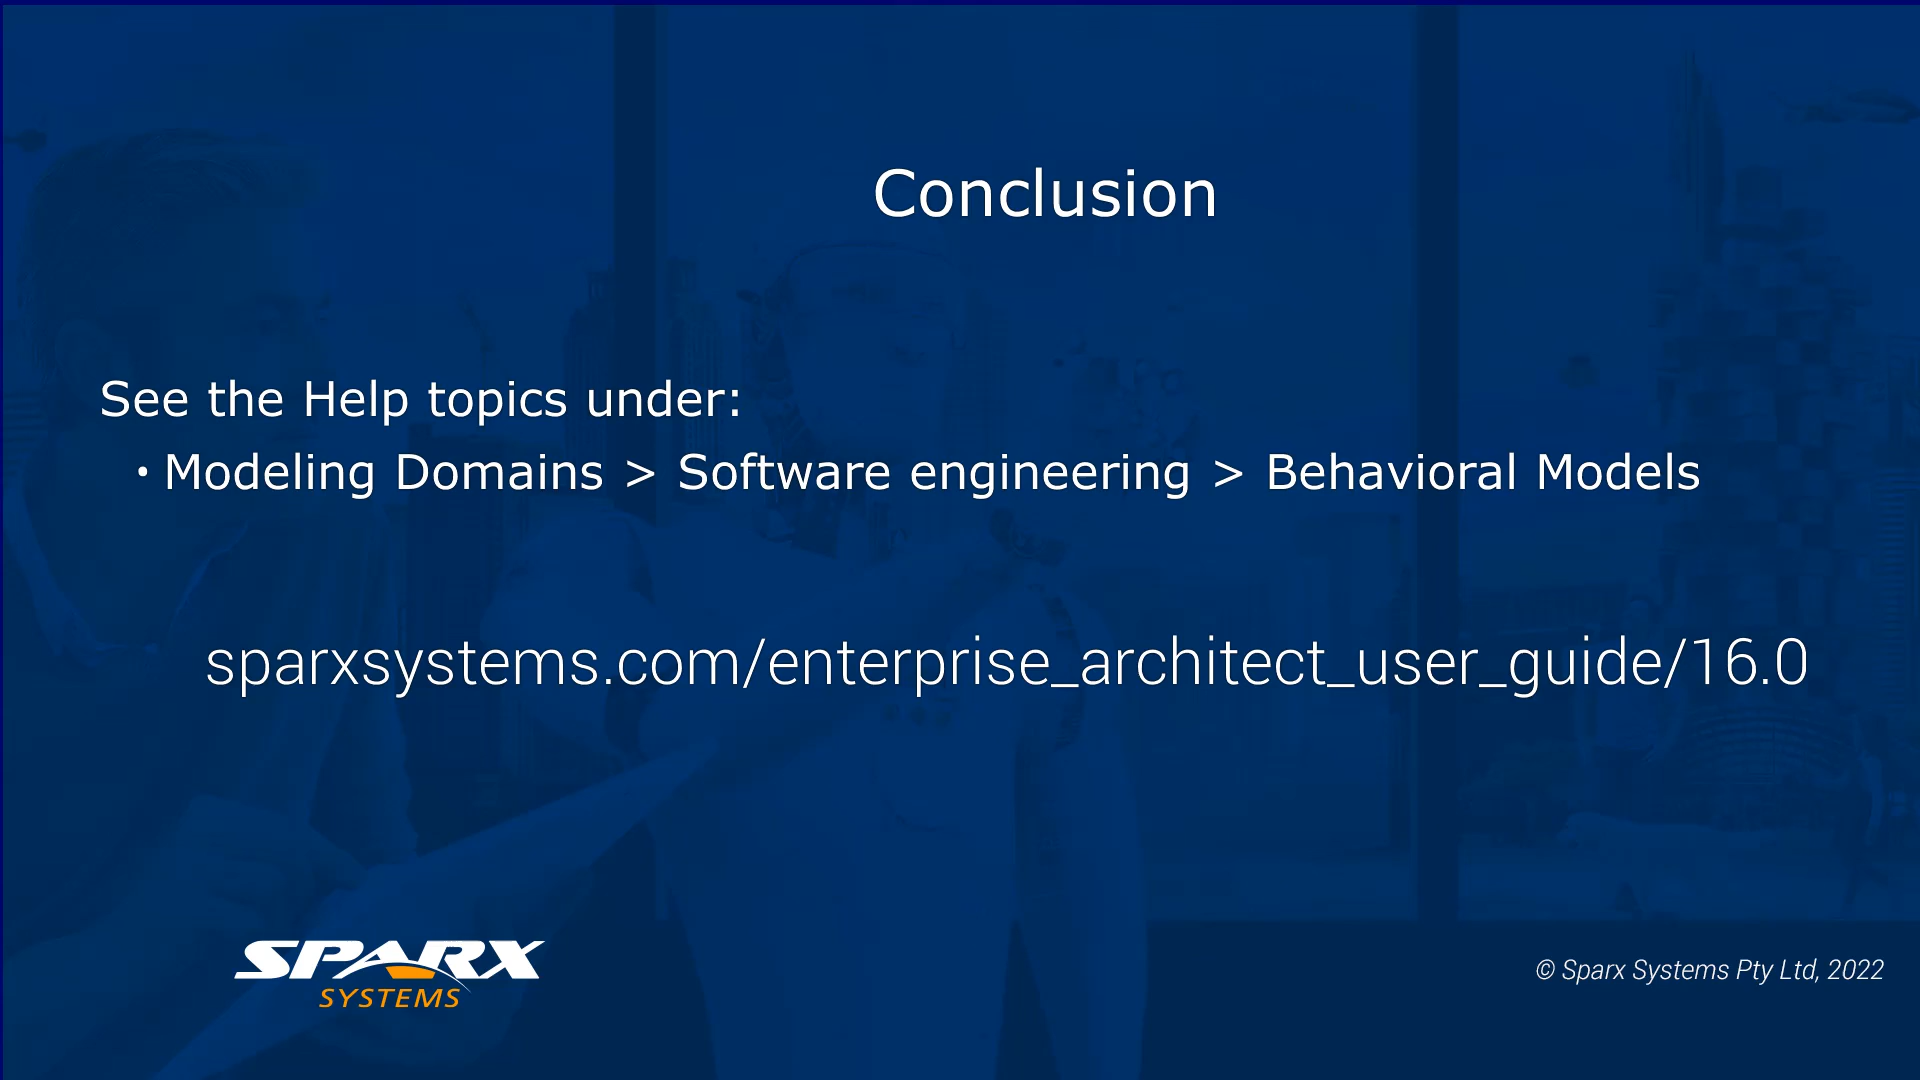 Conclusion
See the Help topics under:
• Modeling Domains > Software engineering > Behavioral Models
sparxsystems.com/enterprise_architect_user_guide/16.0
SPARX
SYSTEMS
© Sparx Systems Pty Ltd, 2022